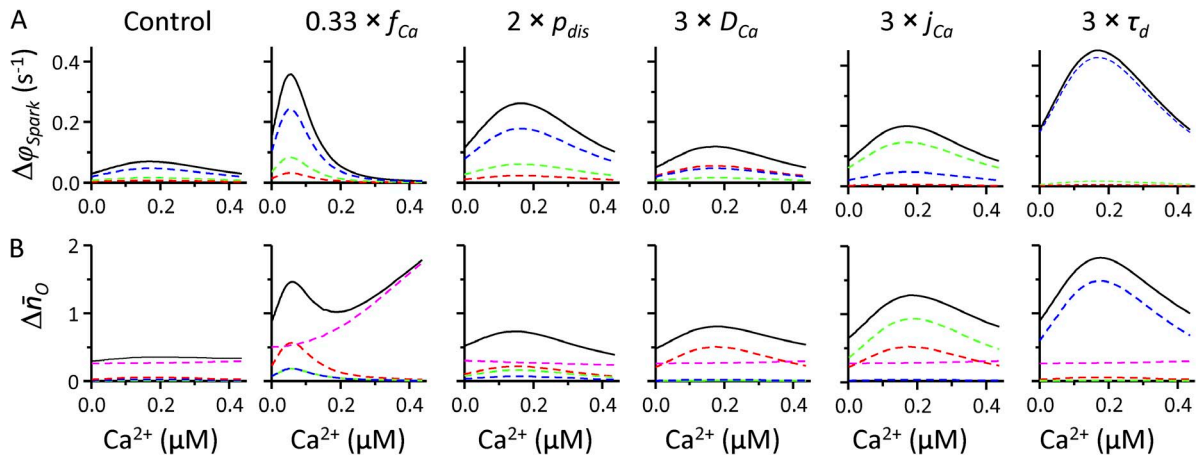 A Control 0.33 × f_Ca 2 × p_dis 3 × D_Ca 3 × j_Ca 3 × τ_d
Δφ_Spark (s⁻¹)
0.4
0.2
0.0
0.0 0.2 0.4 0.0 0.2 0.4 0.0 0.2 0.4 0.0 0.2 0.4 0.0 0.2 0.4 0.0 0.2 0.4
B
Δn̄_O
2
1
0
0.0 0.2 0.4 0.0 0.2 0.4 0.0 0.2 0.4 0.0 0.2 0.4 0.0 0.2 0.4 0.0 0.2 0.4
Ca²⁺ (μM) Ca²⁺ (μM) Ca²⁺ (μM) Ca²⁺ (μM) Ca²⁺ (μM) Ca²⁺ (μM)